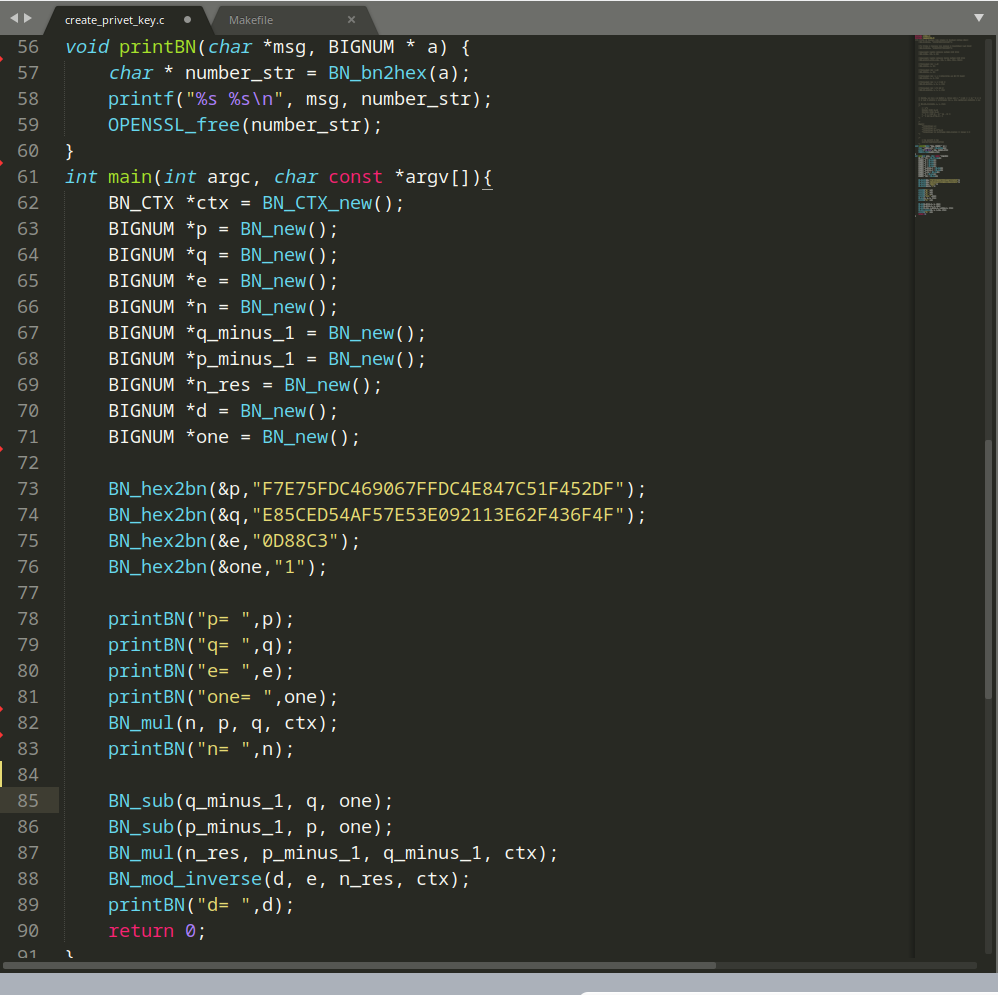 create_privet_key.c
Makefile
56 void printBN(char *msg, BIGNUM * a) {
57     char * number_str = BN_bn2hex(a);
58     printf("%s %s\n", msg, number_str);
59     OPENSSL_free(number_str);
60 }
61 int main(int argc, char const *argv[]){
62     BN_CTX *ctx = BN_CTX_new();
63     BIGNUM *p = BN_new();
64     BIGNUM *q = BN_new();
65     BIGNUM *e = BN_new();
66     BIGNUM *n = BN_new();
67     BIGNUM *q_minus_1 = BN_new();
68     BIGNUM *p_minus_1 = BN_new();
69     BIGNUM *n_res = BN_new();
70     BIGNUM *d = BN_new();
71     BIGNUM *one = BN_new();
72
73     BN_hex2bn(&p,"F7E75FDC469067FFDC4E847C51F452DF");
74     BN_hex2bn(&q,"E85CED54AF57E53E092113E62F436F4F");
75     BN_hex2bn(&e,"0D88C3");
76     BN_hex2bn(&one,"1");
77
78     printBN("p= ",p);
79     printBN("q= ",q);
80     printBN("e= ",e);
81     printBN("one= ",one);
82     BN_mul(n, p, q, ctx);
83     printBN("n= ",n);
84
85     BN_sub(q_minus_1, q, one);
86     BN_sub(p_minus_1, p, one);
87     BN_mul(n_res, p_minus_1, q_minus_1, ctx);
88     BN_mod_inverse(d, e, n_res, ctx);
89     printBN("d= ",d);
90     return 0;
91 }